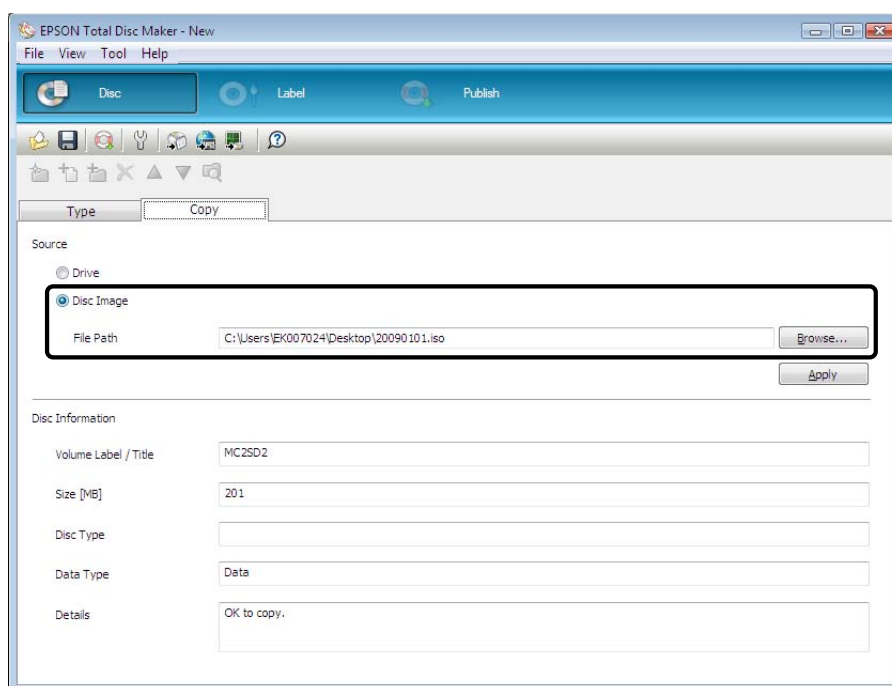 EPSON Total Disc Maker - New
File View Tool Help
Disc Label Publish
Type Copy
Source
Drive
Disc Image
File Path C:\Users\EK007024\Desktop\20090101.iso Browse...
Apply
Disc Information
Volume Label / Title MC2SD2
Size [MB] 201
Disc Type
Data Type Data
Details OK to copy.